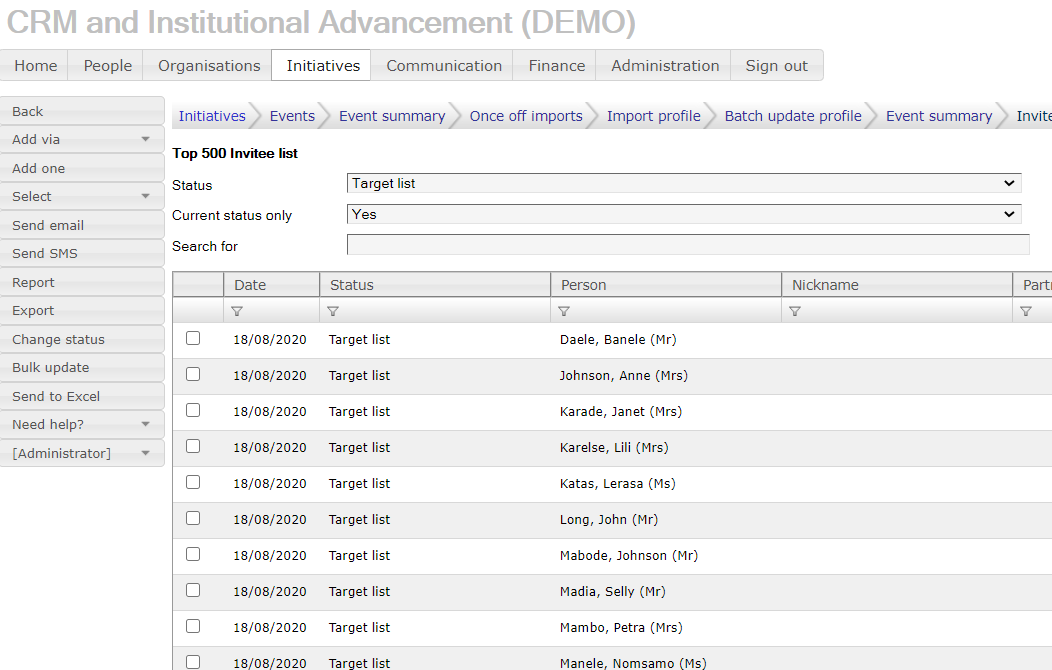 CRM and Institutional Advancement (DEMO)
Home People Organisations Initiatives Communication Finance Administration Sign out
Back
Add via
Add one
Select
Send email
Send SMS
Report
Export
Change status
Bulk update
Send to Excel
Need help?
[Administrator]
Initiatives Events Event summary Once off imports Import profile Batch update profile Event summary Invite
Top 500 Invitee list
Status Target list
Current status only Yes
Search for
Date Status Person Nickname Partn
18/08/2020 Target list Daele, Banele (Mr)
18/08/2020 Target list Johnson, Anne (Mrs)
18/08/2020 Target list Karade, Janet (Mrs)
18/08/2020 Target list Karelse, Lili (Mrs)
18/08/2020 Target list Katas, Lerasa (Ms)
18/08/2020 Target list Long, John (Mr)
18/08/2020 Target list Mabode, Johnson (Mr)
18/08/2020 Target list Madia, Selly (Mr)
18/08/2020 Target list Mambo, Petra (Mrs)
18/08/2020 Target list Manele, Nomsamo (Ms)